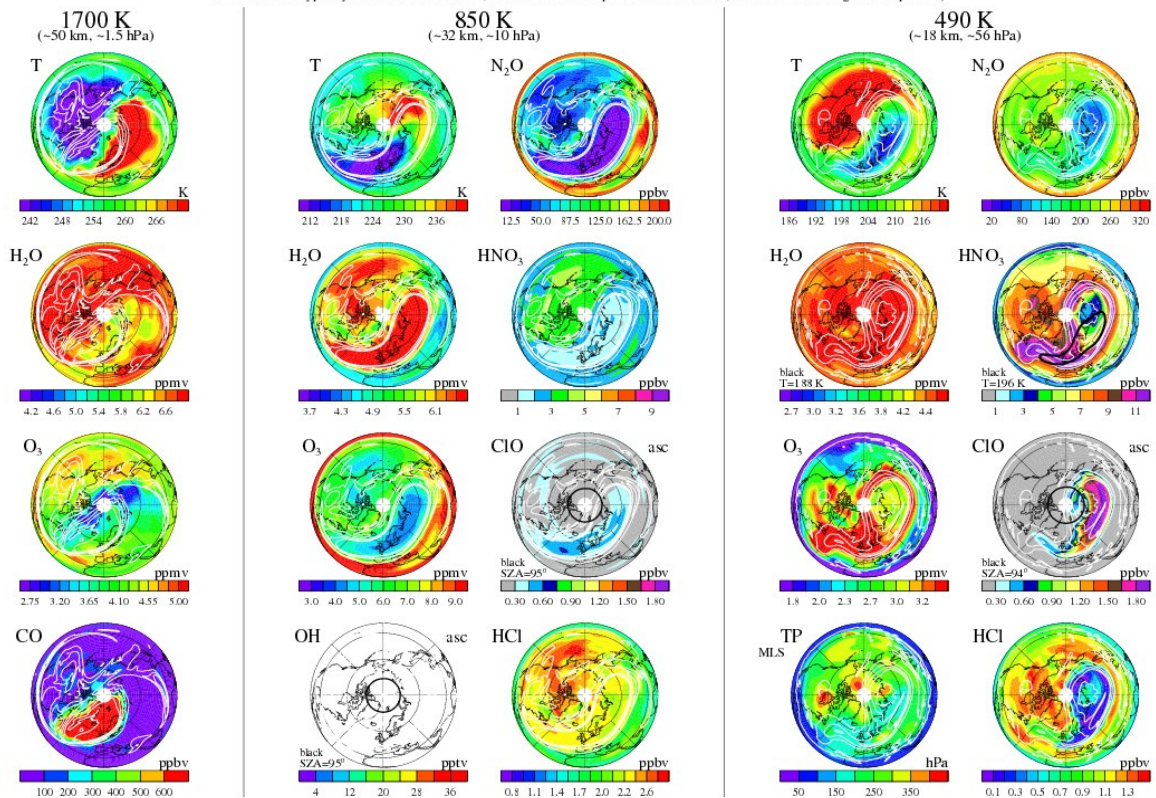 1700 K
(~50 km, ~1.5 hPa)
T
K
242 248 254 260 266
H2O
ppmv
4.2 4.6 5.0 5.4 5.8 6.2 6.6
O3
ppmv
2.75 3.20 3.65 4.10 4.55 5.00
CO
ppbv
100 200 300 400 500 600
850 K
(~32 km, ~10 hPa)
T
K
212 218 224 230 236
N2O
ppbv
12.5 50.0 87.5 125.0 162.5 200.0
H2O
ppmv
3.7 4.3 4.9 5.5 6.1
HNO3
ppbv
1 3 5 7 9
O3
ppmv
3.0 4.0 5.0 6.0 7.0 8.0 9.0
ClO
asc
black
SZA=95°
ppbv
0.30 0.60 0.90 1.20 1.50 1.80
OH
asc
black
SZA=95°
pptv
4 12 20 28 36
HCl
ppbv
0.8 1.1 1.4 1.7 2.0 2.2 2.6
490 K
(~18 km, ~56 hPa)
T
K
186 192 198 204 210 216
N2O
ppbv
20 80 140 200 260 320
H2O
black
T=188 K
ppmv
2.7 3.0 3.2 3.6 3.8 4.2 4.4
HNO3
black
T=196 K
ppbv
1 3 5 7 9 11
O3
ppmv
1.8 2.0 2.3 2.7 3.0 3.2
ClO
asc
black
SZA=94°
ppbv
0.30 0.60 0.90 1.20 1.50 1.80
TP
MLS
hPa
50 150 250 350
HCl
ppbv
0.1 0.3 0.5 0.7 0.9 1.1 1.3